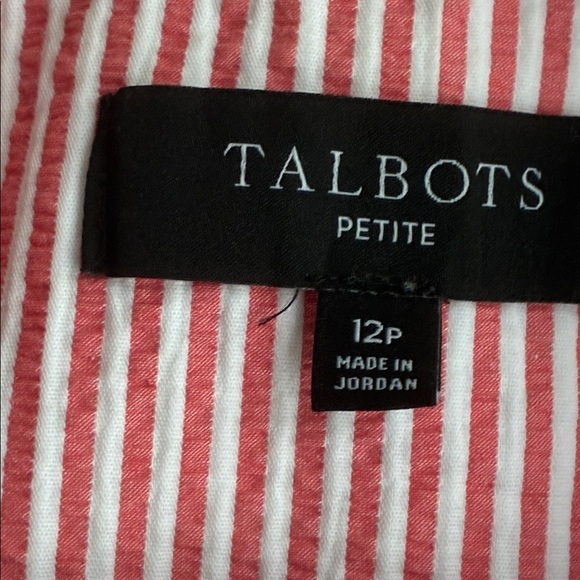 TALBOTS
PETITE
12P
MADE IN
JORDAN